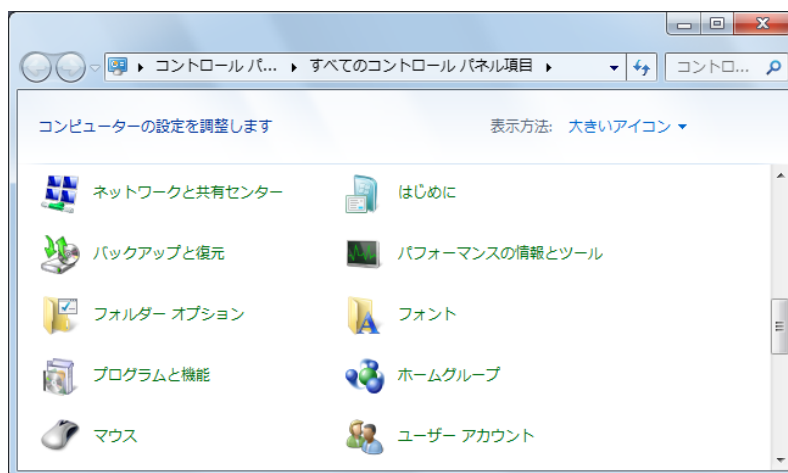 コントロール パ... すべてのコントロール パネル項目 コントロ...
コンピューターの設定を調整します 表示方法: 大きいアイコン
ネットワークと共有センター はじめに
バックアップと復元 パフォーマンスの情報とツール
フォルダー オプション フォント
プログラムと機能 ホームグループ
マウス ユーザー アカウント